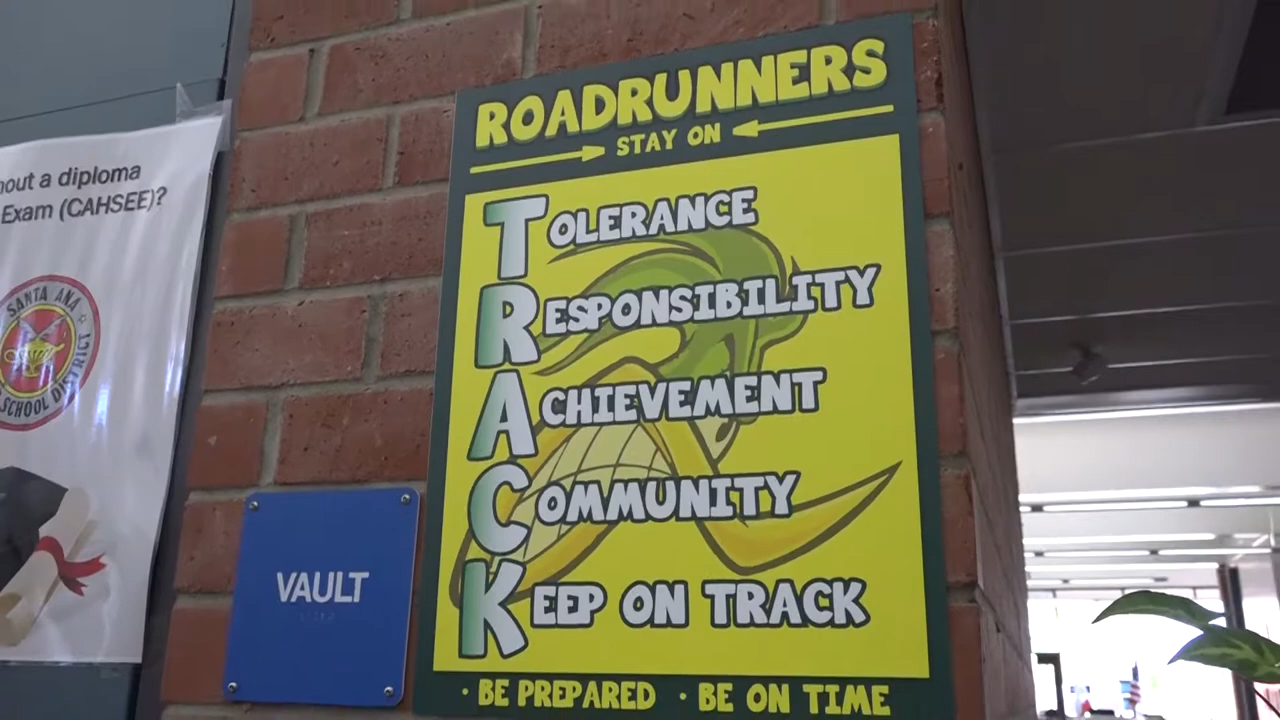 hout a diploma
Exam (CAHSEE)?
SANTA ANA
SCHOOL DISTRICT
VAULT
ROADRUNNERS
STAY ON
TOLERANCE
RESPONSIBILITY
ACHIEVEMENT
COMMUNITY
KEEP ON TRACK
· BE PREPARED · BE ON TIME